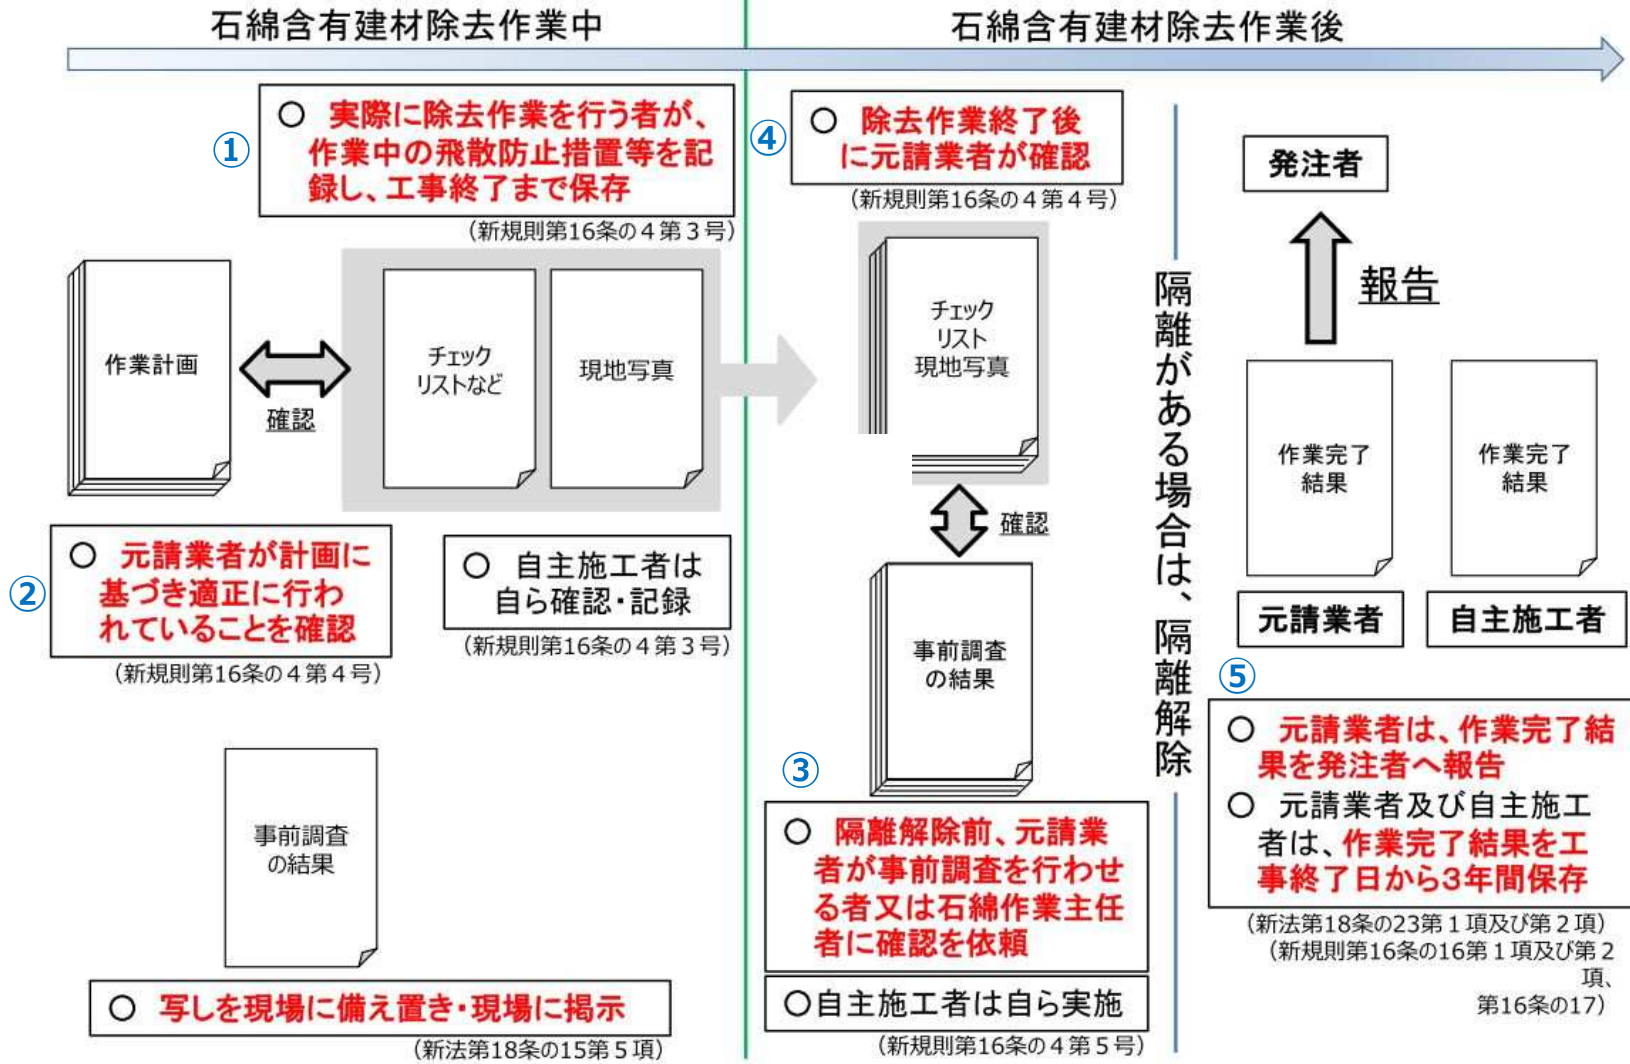 石綿含有建材除去作業中
石綿含有建材除去作業後
①
○ 実際に除去作業を行う者が、
作業中の飛散防止措置等を記
録し、工事終了まで保存
（新規則第16条の４第３号）
作業計画
確認
チェック
リストなど
現地写真
②
○ 元請業者が計画に
基づき適正に行わ
れていることを確認
（新規則第16条の４第４号）
○ 自主施工者は
自ら確認・記録
（新規則第16条の４第３号）
事前調査
の結果
○ 写しを現場に備え置き・現場に掲示
（新法第18条の15第５項）
④
○ 除去作業終了後
に元請業者が確認
（新規則第16条の４第４号）
チェック
リスト
現地写真
確認
事前調査
の結果
③
○ 隔離解除前、元請業
者が事前調査を行わせ
る者又は石綿作業主任
者に確認を依頼
○自主施工者は自ら実施
（新規則第16条の４第５号）
隔離がある場合は、隔離解除
発注者
報告
作業完了
結果
作業完了
結果
元請業者
自主施工者
⑤
○ 元請業者は、作業完了結
果を発注者へ報告
○ 元請業者及び自主施工
者は、作業完了結果を工
事終了日から3年間保存
（新法第18条の23第１項及び第２項）
（新規則第16条の16第１項及び第２
項、
第16条の17）